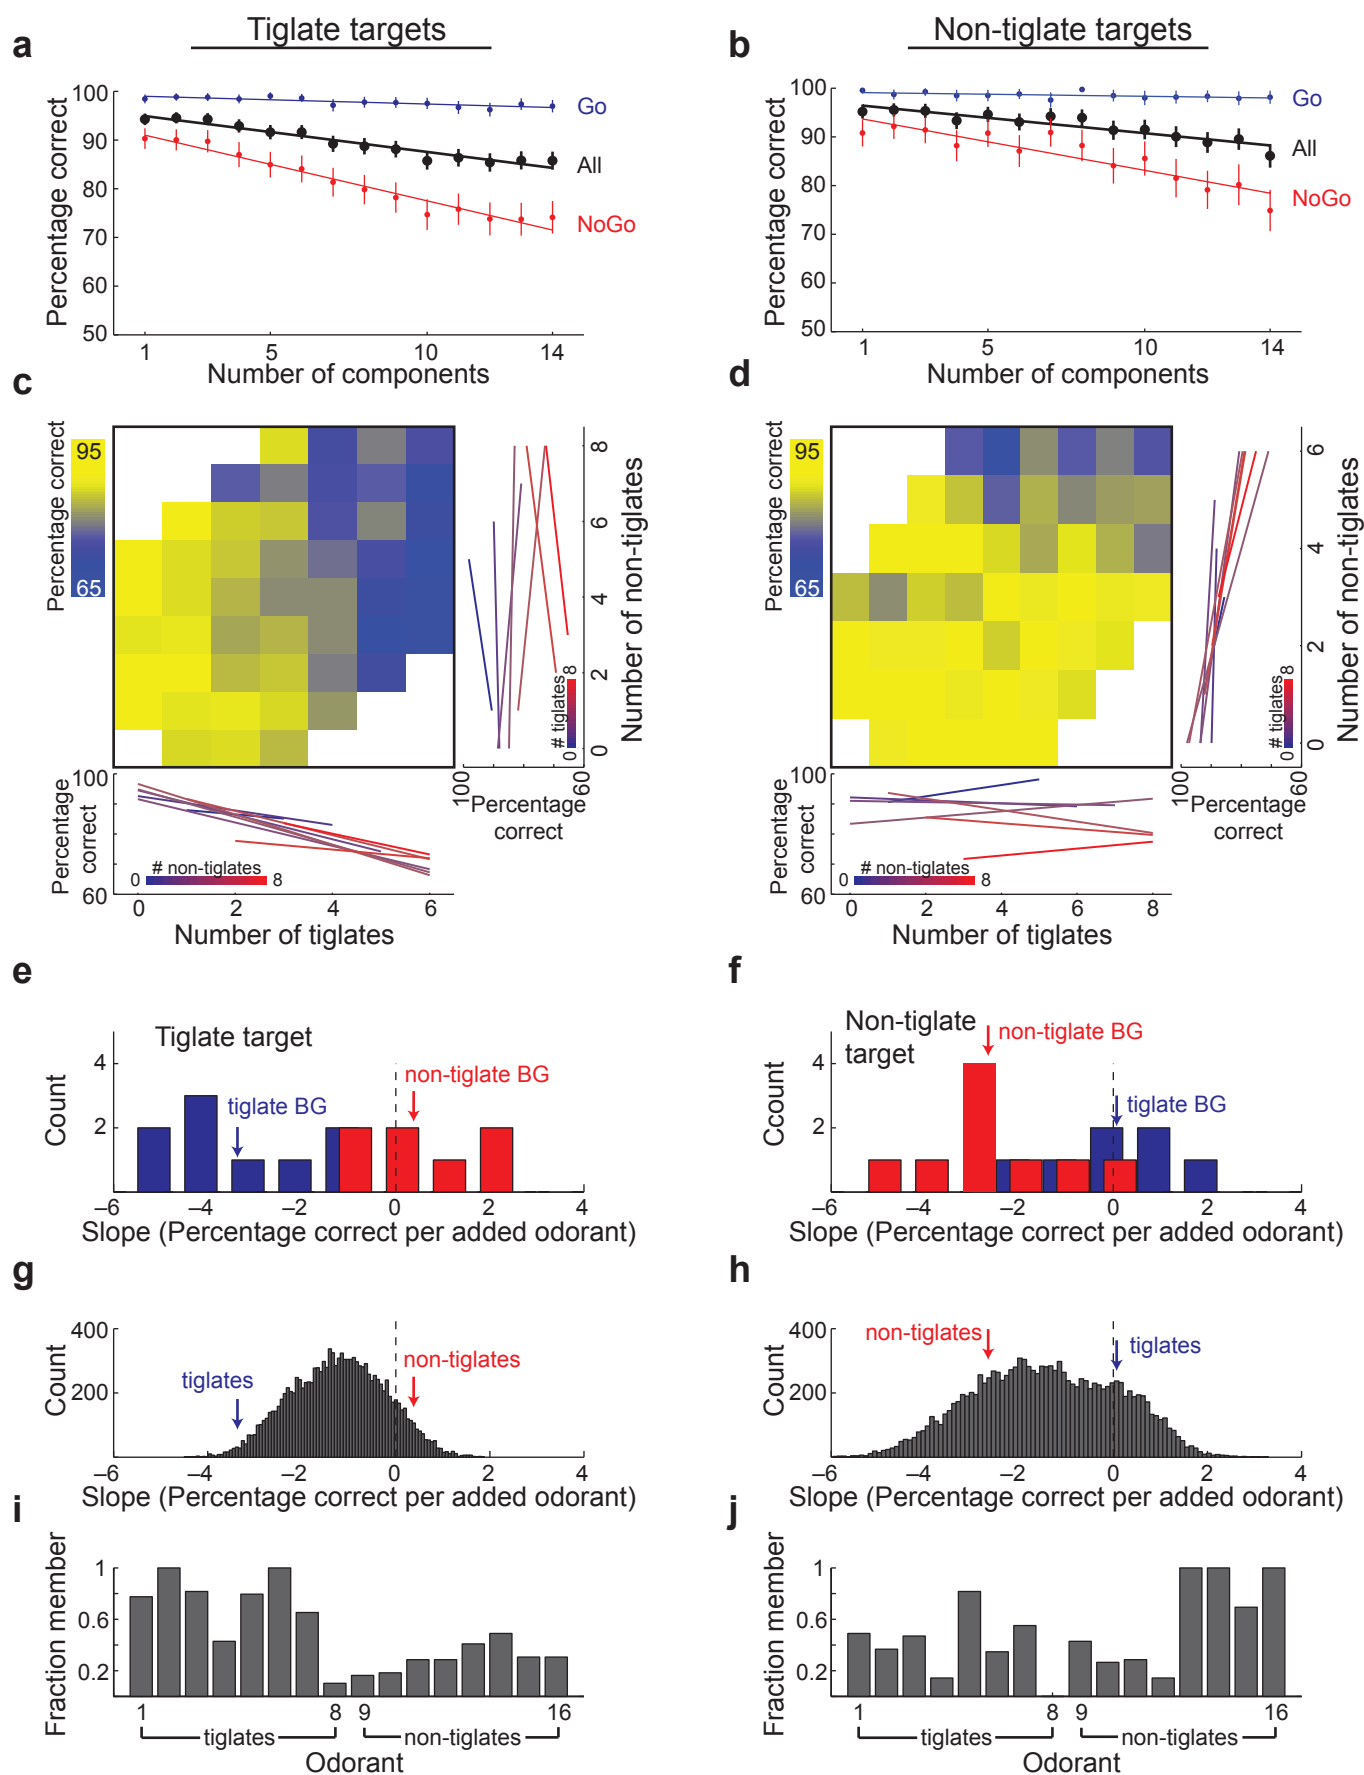 Tiglate targets
Non-tiglate targets
a
b
Percentage correct
100
90
80
70
60
50
Go
All
NoGo
1
5
10
14
Number of components
Percentage correct
100
90
80
70
60
50
Go
All
NoGo
1
5
10
14
Number of components
c
d
Percentage correct
95
65
8
6
4
2
0
Number of non-tiglates
# tiglates
0
8
100
60
Percentage
correct
Percentage
correct
100
60
# non-tiglates
0
8
0
2
4
6
Number of tiglates
Percentage correct
95
65
6
4
2
0
Number of non-tiglates
# tiglates
0
8
100
60
Percentage
correct
Percentage
correct
100
60
# non-tiglates
0
8
0
2
4
6
8
Number of tiglates
e
f
Tiglate target
Count
4
2
tiglate BG
non-tiglate BG
–6
–4
–2
0
2
4
Slope (Percentage correct per added odorant)
Non-tiglate
target
Ccount
4
2
non-tiglate BG
tiglate BG
–6
–4
–2
0
2
4
Slope (Percentage correct per added odorant)
g
h
Count
400
200
tiglates
non-tiglates
–6
–4
–2
0
2
4
Slope (Percentage correct per added odorant)
Count
400
200
non-tiglates
tiglates
–6
–4
–2
0
2
4
Slope (Percentage correct per added odorant)
i
j
Fraction member
1
0.6
0.2
1
8
9
16
tiglates
non-tiglates
Odorant
Fraction member
1
0.6
0.2
1
8
9
16
tiglates
non-tiglates
Odorant